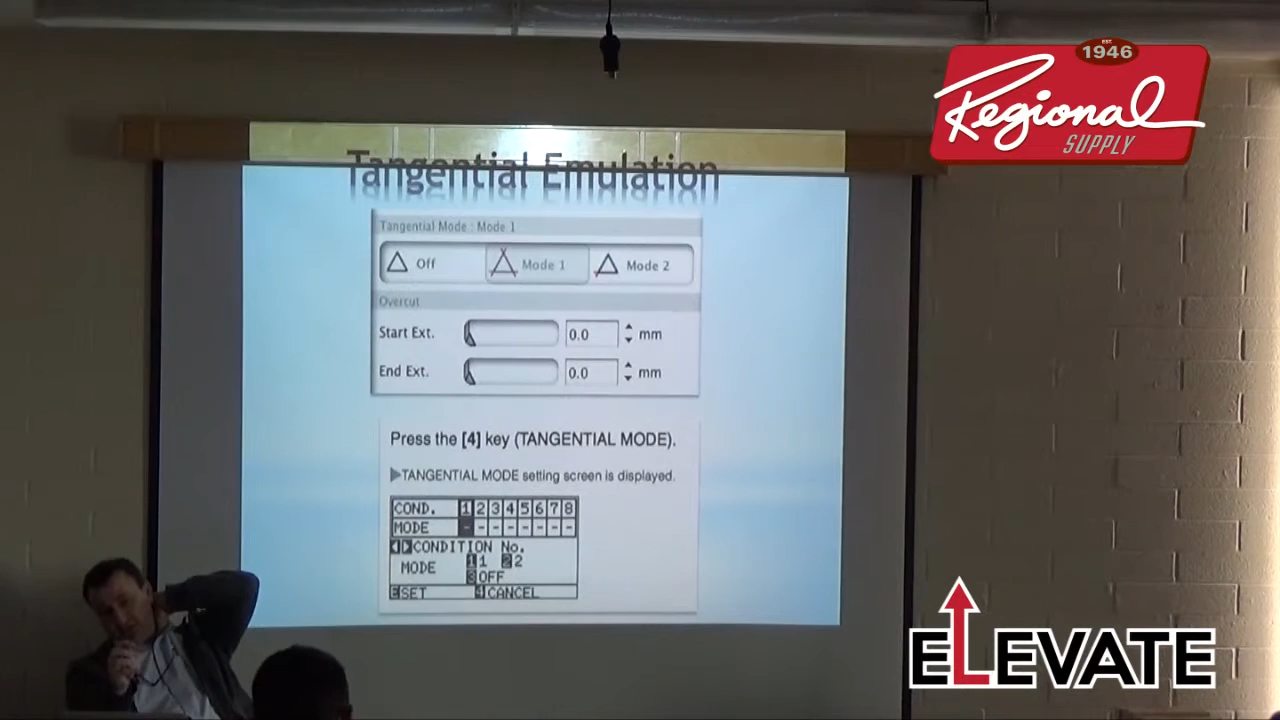 EST.
1946
Regional
SUPPLY
Tangential Emulation
Tangential Mode : Mode 1
Off
Mode 1
Mode 2
Overcut
Start Ext.
0.0
mm
End Ext.
0.0
mm
Press the [4] key (TANGENTIAL MODE).
▶TANGENTIAL MODE setting screen is displayed.
COND. 1 2 3 4 5 6 7 8
MODE - - - - - - - -
◀▶CONDITION No.
MODE 1 1 2 2
3 OFF
E SET 4 CANCEL
ELEVATE